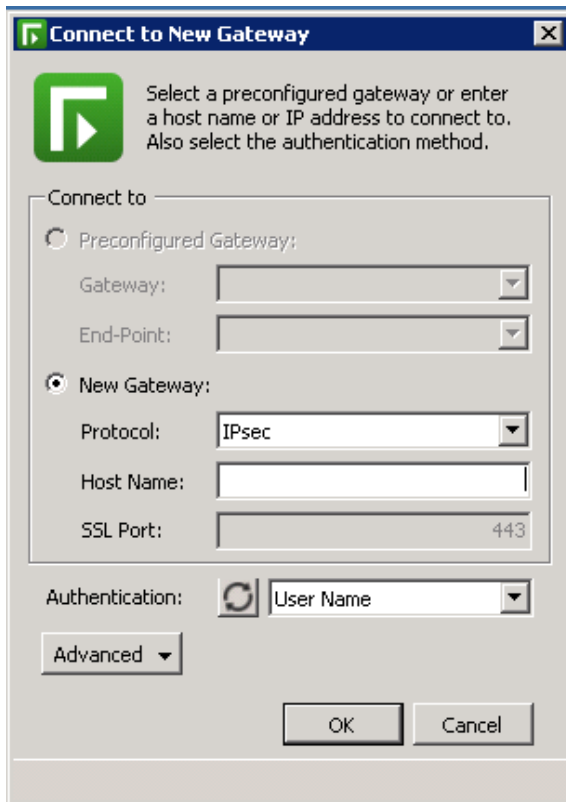 Connect to New Gateway
Select a preconfigured gateway or enter
a host name or IP address to connect to.
Also select the authentication method.
Connect to
Preconfigured Gateway:
Gateway:
End-Point:
New Gateway:
Protocol: IPsec
Host Name:
SSL Port: 443
Authentication: User Name
Advanced
OK Cancel